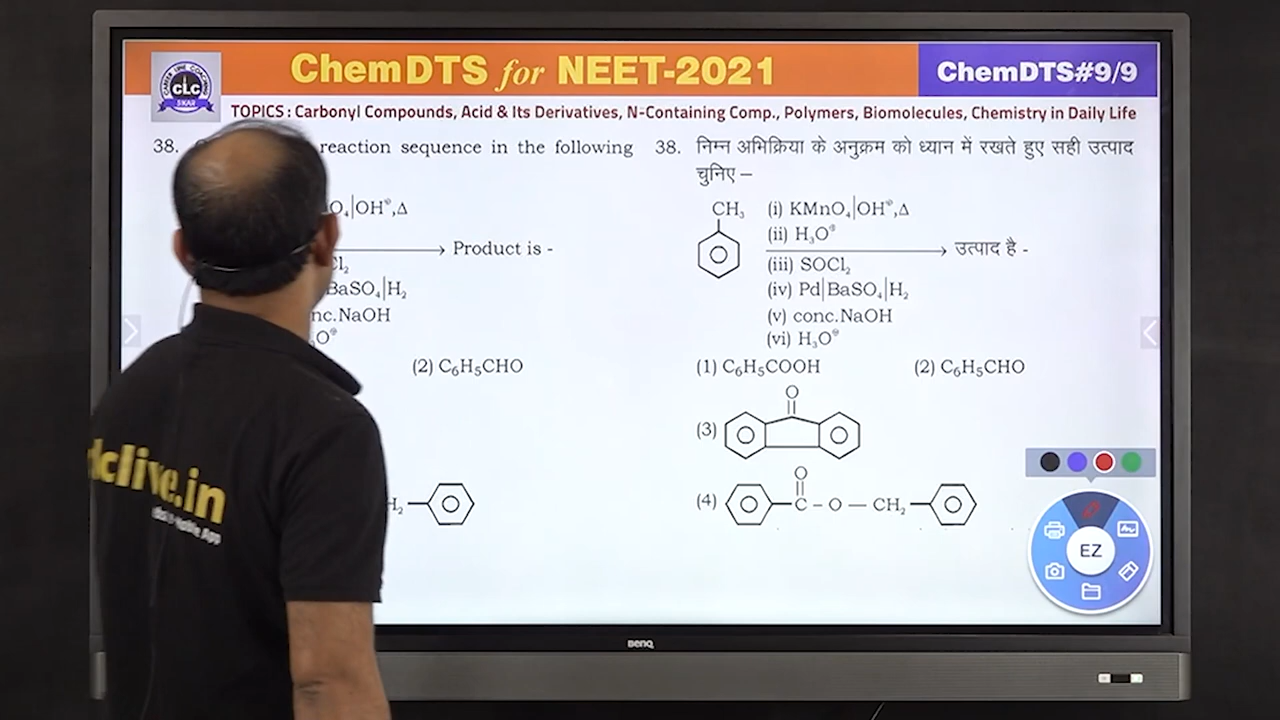 ChemDTS for NEET-2021
ChemDTS#9/9
CLC
SIKAR
TOPICS : Carbonyl Compounds, Acid & Its Derivatives, N-Containing Comp., Polymers, Biomolecules, Chemistry in Daily Life
38. reaction sequence in the following
O₄|OH⊕,Δ
Product is -
Cl₂
BaSO₄|H₂
nc.NaOH
O⊕
(2) C₆H₅CHO
H₂
38. निम्न अभिक्रिया के अनुक्रम को ध्यान में रखते हुए सही उत्पाद
चुनिए –
CH₃ (i) KMnO₄|OH⊕,Δ
(ii) H₃O⊕
उत्पाद है -
(iii) SOCl₂
(iv) Pd|BaSO₄|H₂
(v) conc.NaOH
(vi) H₃O⊕
(1) C₆H₅COOH (2) C₆H₅CHO
O
(3)
O
(4) C – O — CH₂
EZ
BenQ
clive.in
App